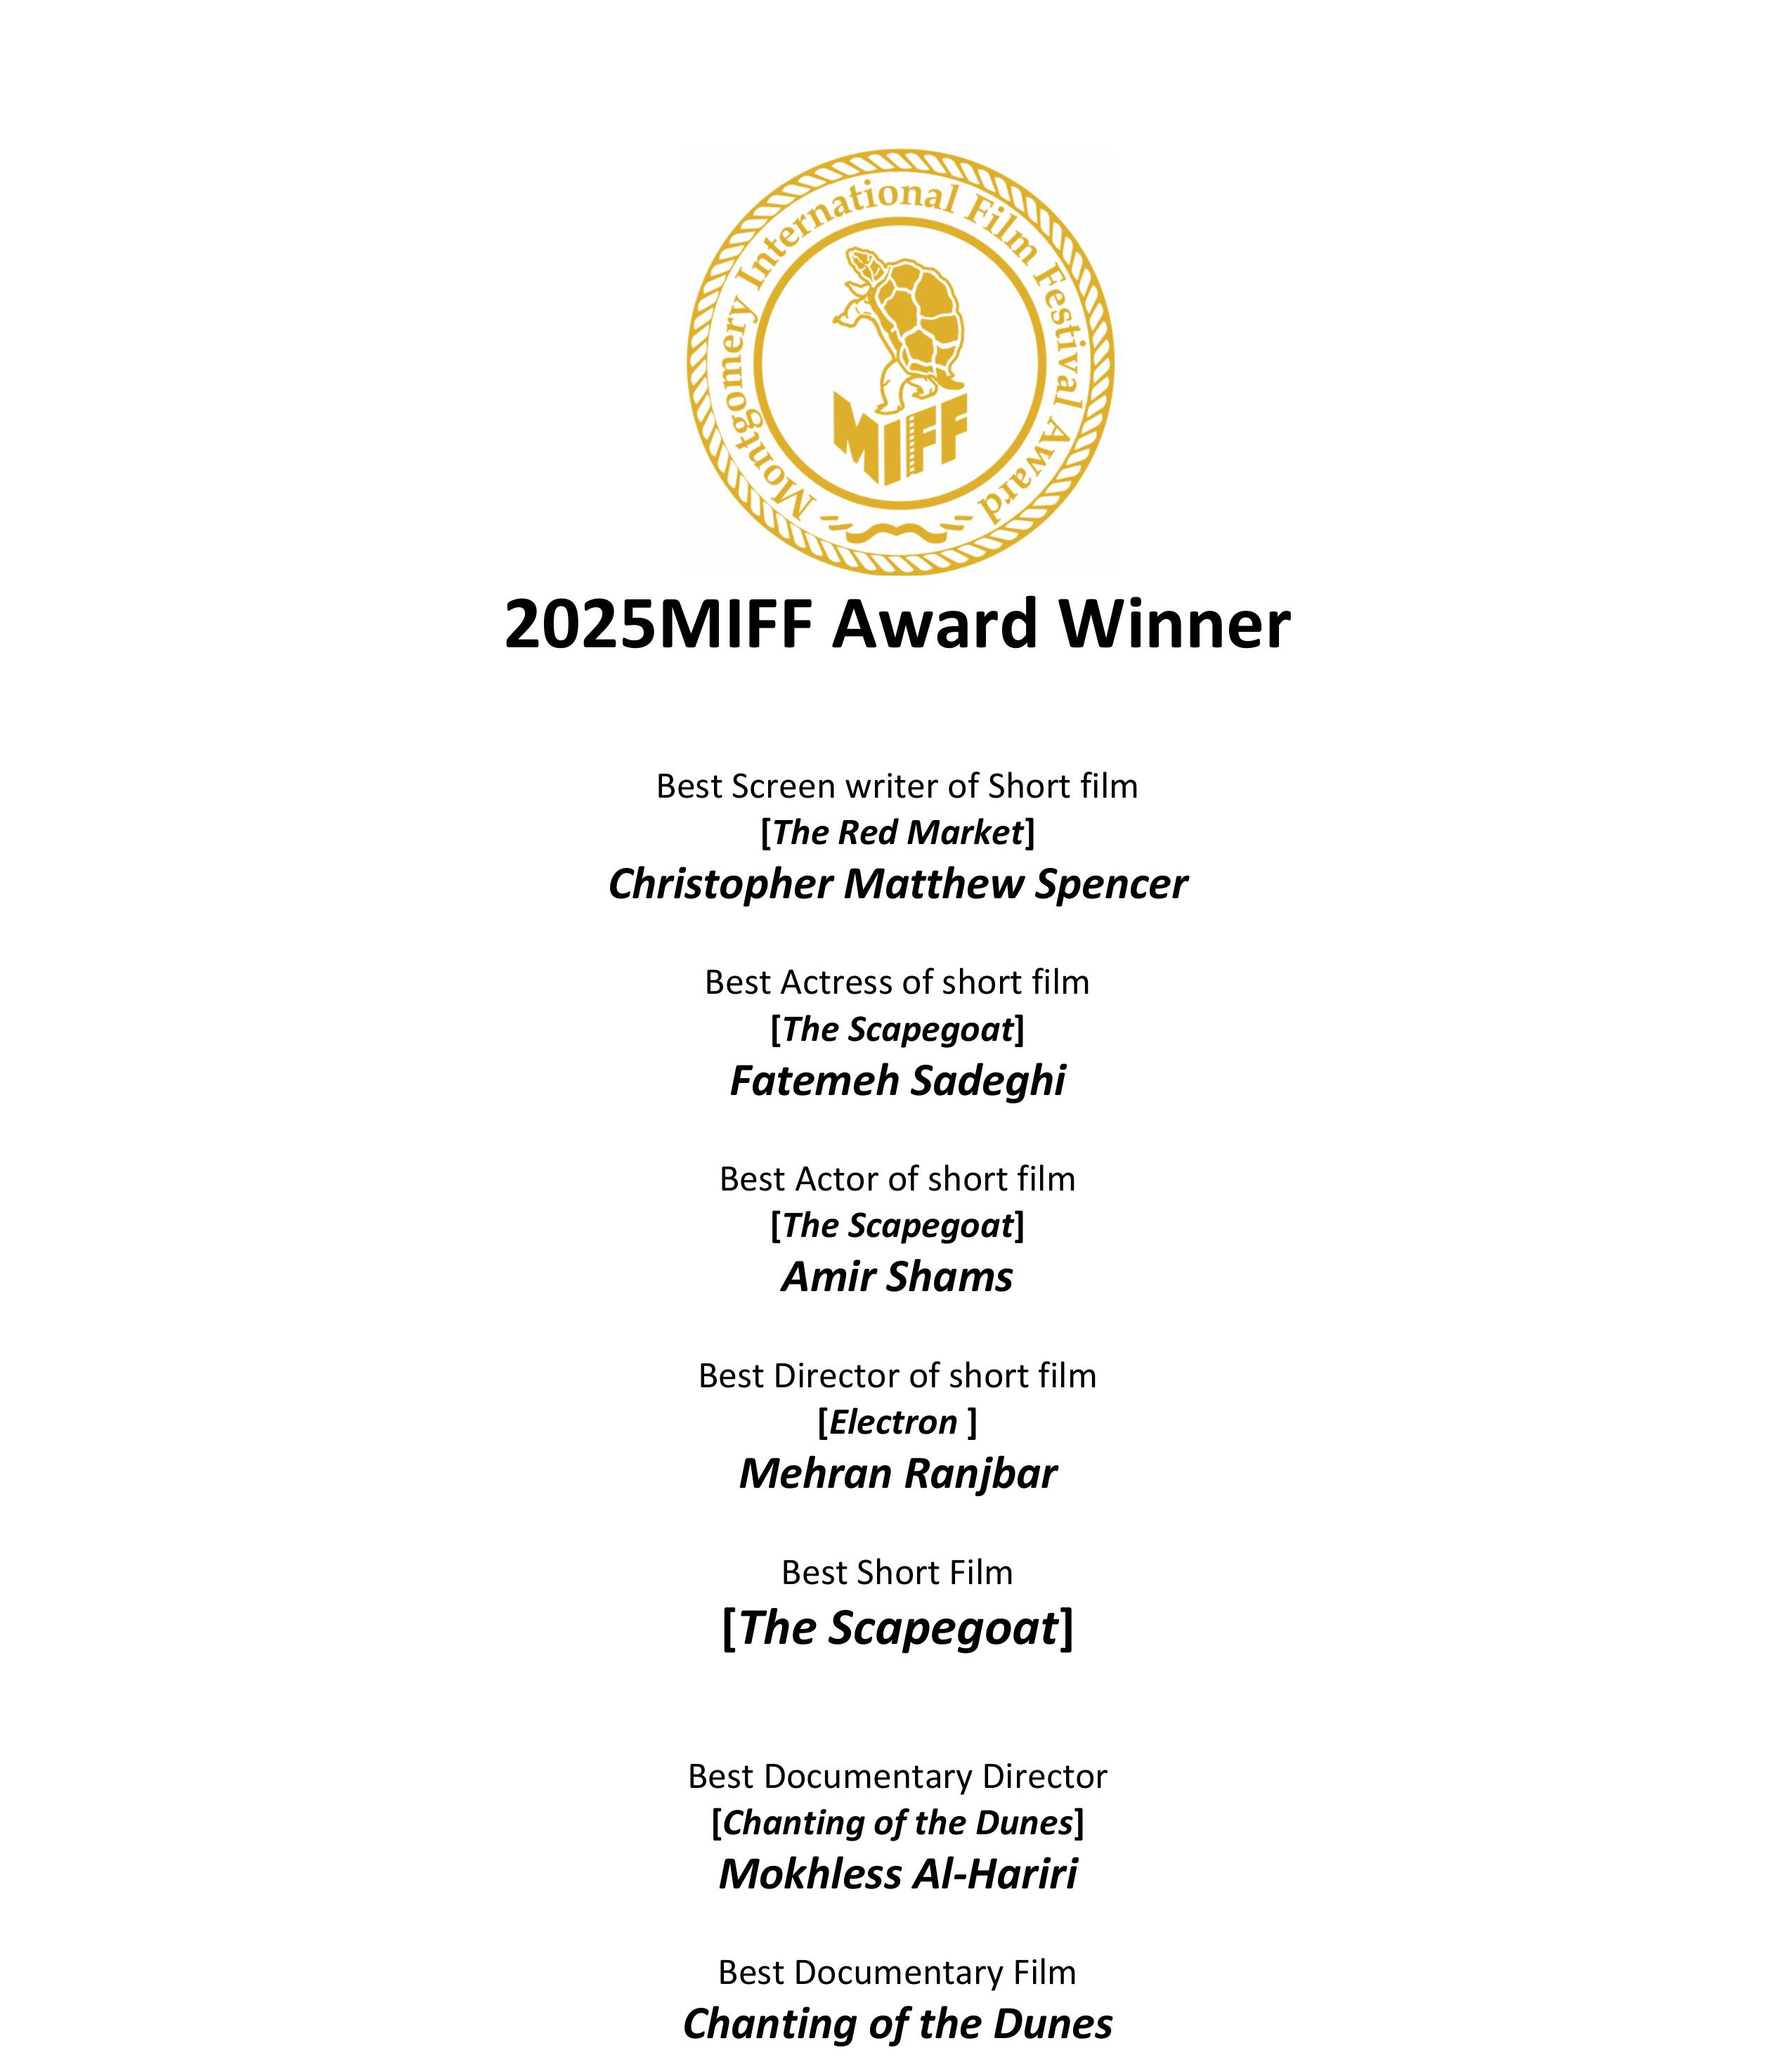 Montgomery International Film Festival Award
MIFF
2025MIFF Award Winner
Best Screen writer of Short film
[The Red Market]
Christopher Matthew Spencer
Best Actress of short film
[The Scapegoat]
Fatemeh Sadeghi
Best Actor of short film
[The Scapegoat]
Amir Shams
Best Director of short film
[Electron ]
Mehran Ranjbar
Best Short Film
[The Scapegoat]
Best Documentary Director
[Chanting of the Dunes]
Mokhless Al-Hariri
Best Documentary Film
Chanting of the Dunes